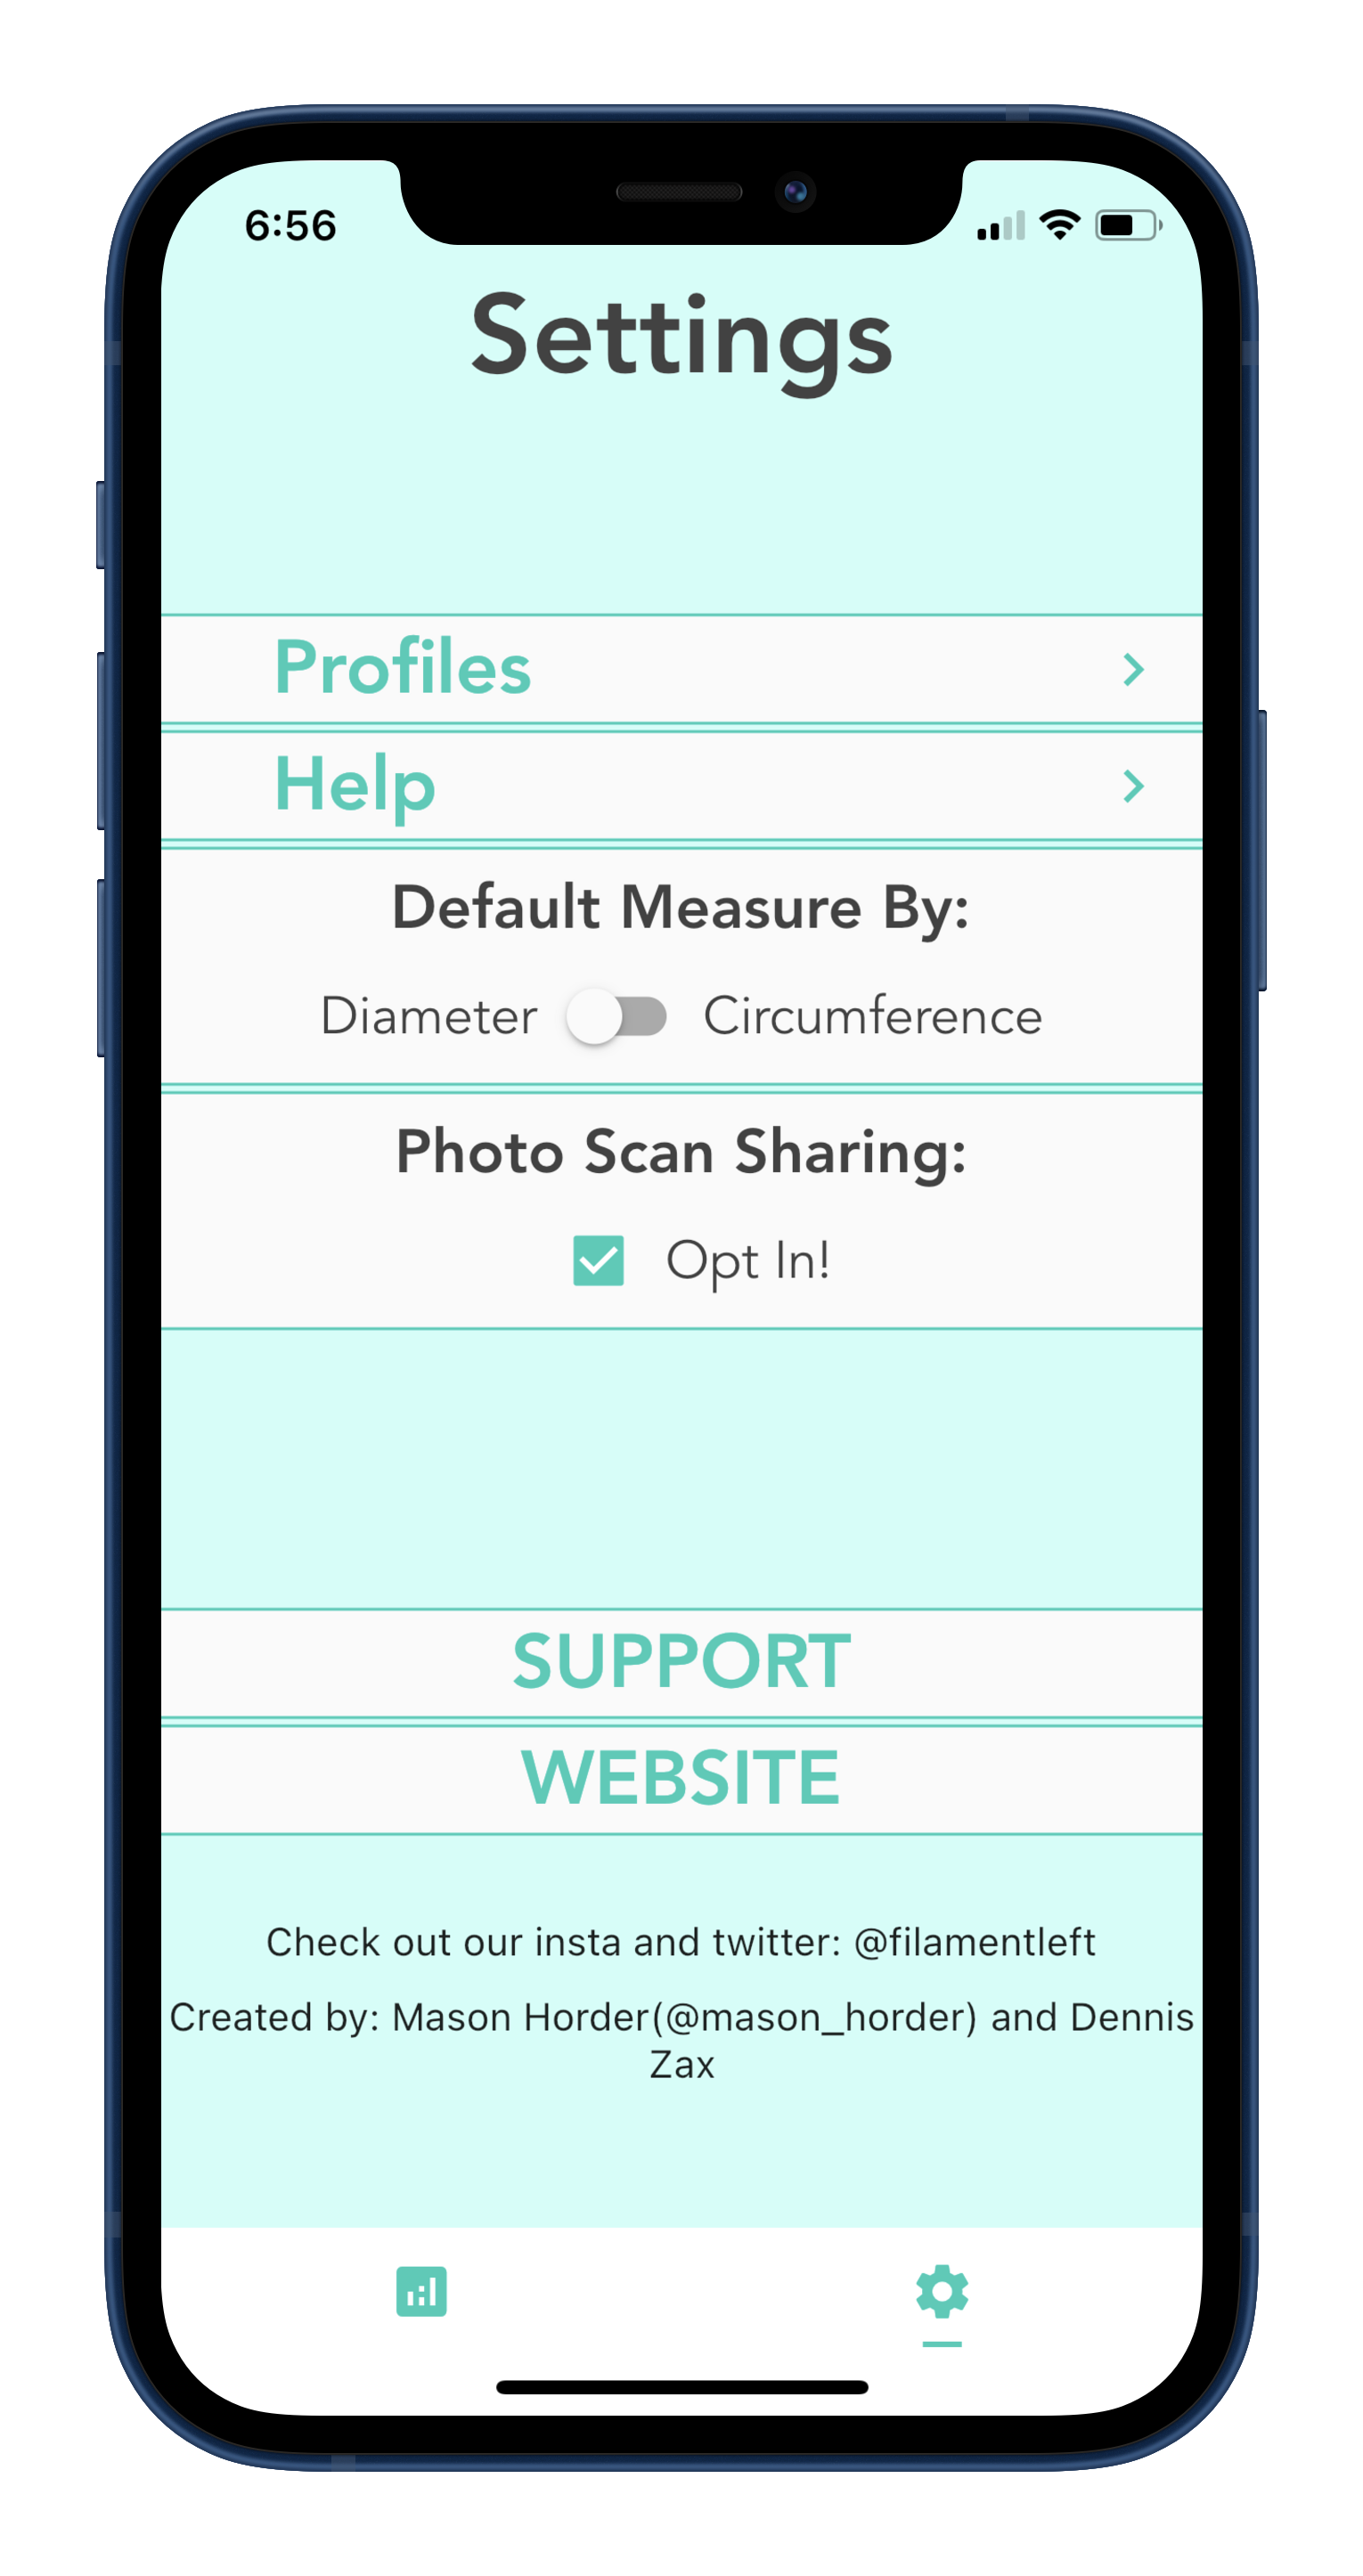 6:56
Settings
Profiles
Help
Default Measure By:
Diameter Circumference
Photo Scan Sharing:
Opt In!
SUPPORT
WEBSITE
Check out our insta and twitter: @filamentleft
Created by: Mason Horder(@mason_horder) and Dennis
Zax